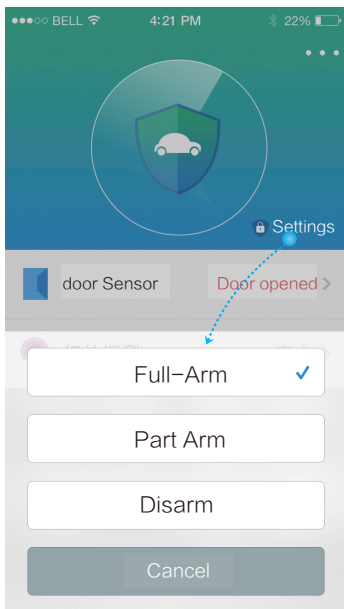 BELL 4:21 PM 22%
Settings
door Sensor Door opened
Full-Arm
Part Arm
Disarm
Cancel